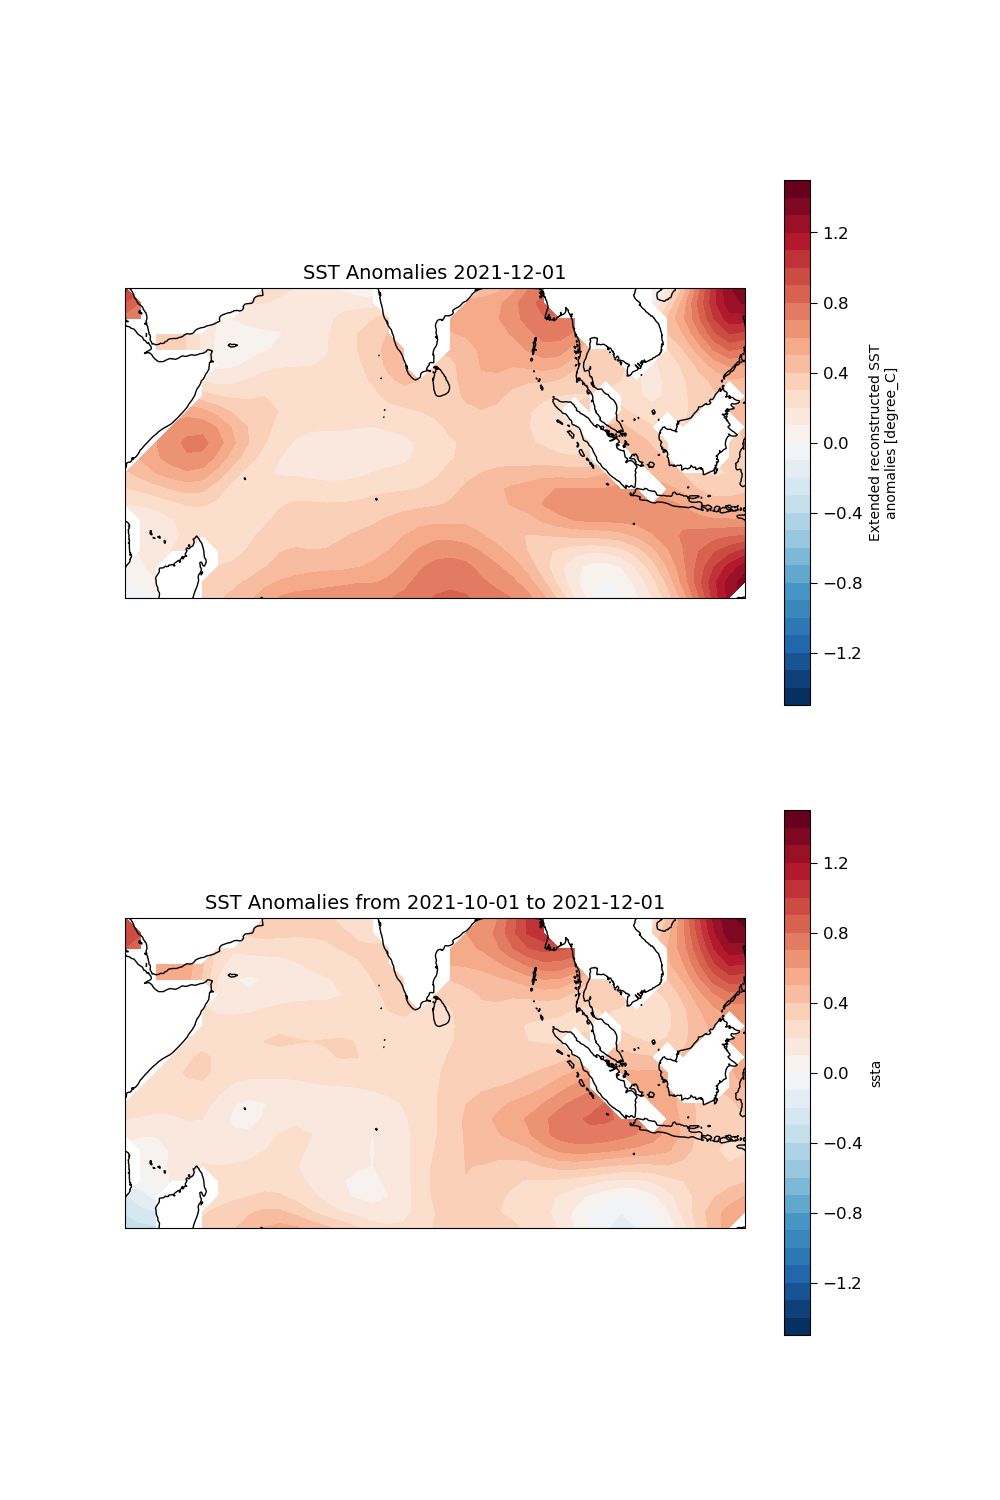 SST Anomalies 2021-12-01
1.2
0.8
0.4
0.0
−0.4
−0.8
−1.2
Extended reconstructed SST
anomalies [degree_C]
SST Anomalies from 2021-10-01 to 2021-12-01
1.2
0.8
0.4
0.0
−0.4
−0.8
−1.2
ssta